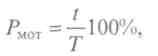 P_мот = t/T 100%,